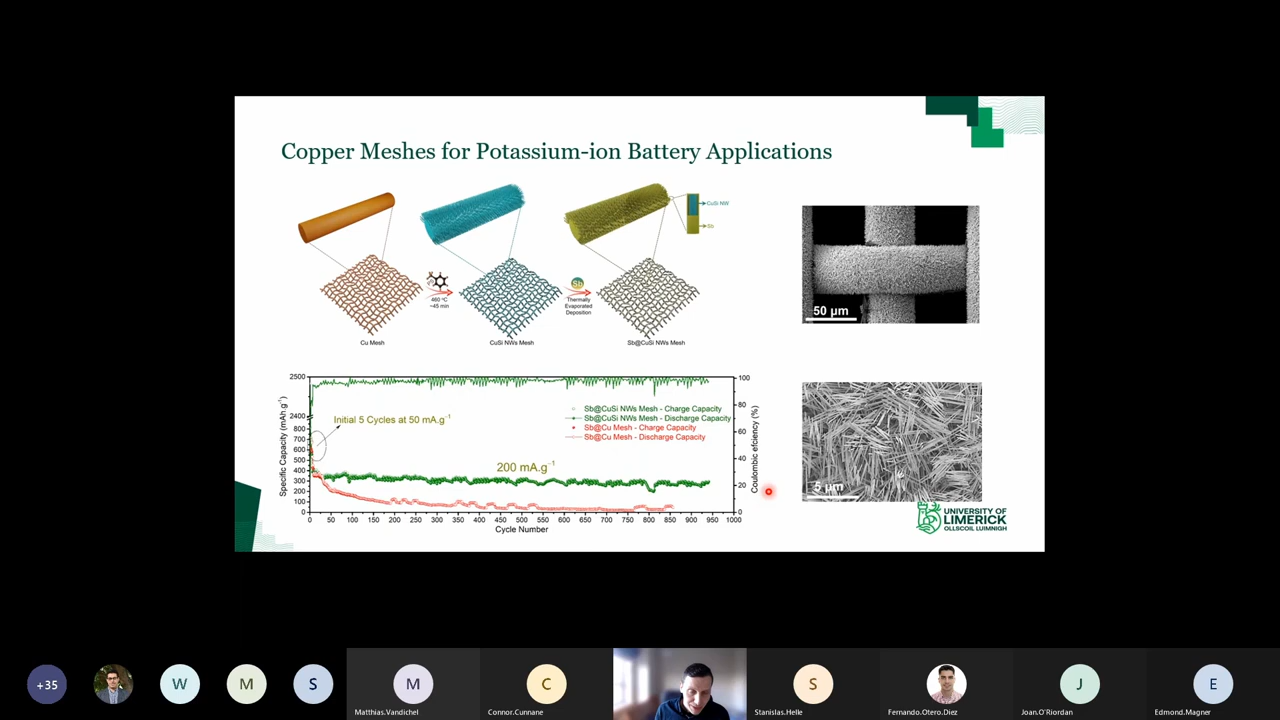 Copper Meshes for Potassium-ion Battery Applications
CuSi NW
Sb
460 °C
~45 min
Sb
Thermally
Evaporated
Deposition
Cu Mesh
CuSi NWs Mesh
Sb@CuSi NWs Mesh
50 µm
5 µm
2500
2400
800
700
600
500
400
300
200
100
0
Specific Capacity (mAh.g⁻¹)
Initial 5 Cycles at 50 mA.g⁻¹
Sb@CuSi NWs Mesh - Charge Capacity
Sb@CuSi NWs Mesh - Discharge Capacity
Sb@Cu Mesh - Charge Capacity
Sb@Cu Mesh - Discharge Capacity
200 mA.g⁻¹
100
80
60
40
20
0
Coulombic efciency (%)
0 50 100 150 200 250 300 350 400 450 500 550 600 650 700 750 800 850 900 950 1000
Cycle Number
UNIVERSITY OF
LIMERICK
OLLSCOIL LUIMNIGH
+35
W
M
S
M
Matthias.Vandichel
C
Connor.Cunnane
S
Stanislas.Helle
Fernando.Otero.Diez
J
Joan.O'Riordan
E
Edmond.Magner